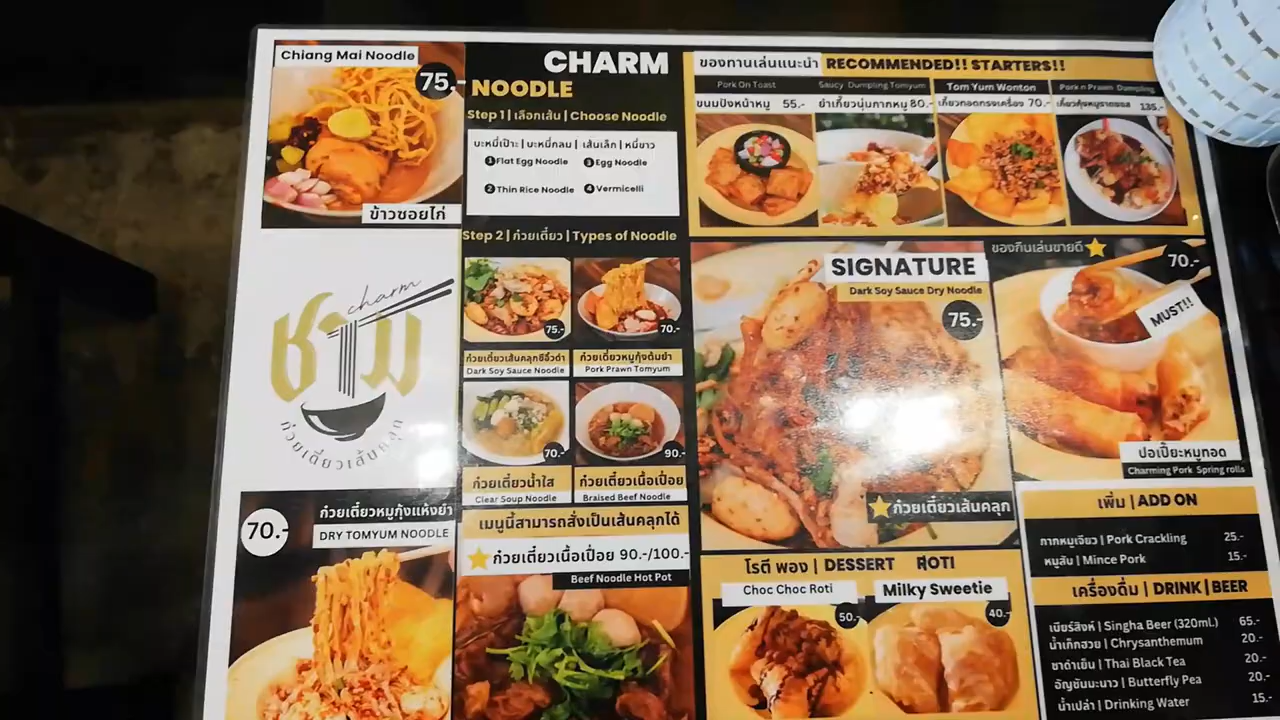 Chiang Mai Noodle
75.-
ข้าวซอยไก่
charm
ชาม
ก๋วยเตี๋ยวเส้นคลุก
70.-
ก๋วยเตี๋ยวหมูกุ้งแห้งยำ
DRY TOMYUM NOODLE
CHARM
NOODLE
Step 1 | เลือกเส้น | Choose Noodle
บะหมี่เป๊าะ | บะหมี่กลม | เส้นเล็ก | หมี่ขาว
1 Flat Egg Noodle
3 Egg Noodle
2 Thin Rice Noodle
4 Vermicelli
Step 2 | ก๋วยเตี๋ยว | Types of Noodle
75.-
70.-
ก๋วยเตี๋ยวเส้นคลุกซีอิ๊วดำ
ก๋วยเตี๋ยวหมูกุ้งต้มยำ
Dark Soy Sauce Noodle
Pork Prawn Tomyum
70.-
90.-
ก๋วยเตี๋ยวน้ำใส
ก๋วยเตี๋ยวเนื้อเปื่อย
Clear Soup Noodle
Braised Beef Noodle
เมนูนี้สามารถสั่งเป็นเส้นคลุกได้
ก๋วยเตี๋ยวเนื้อเปื่อย 90.-/100.-
Beef Noodle Hot Pot
ของทานเล่นแนะนำ RECOMMENDED!! STARTERS!!
Pork On Toast
ขนมปังหน้าหมู 55.-
Saucy Dumpling Tomyum
ยำเกี๊ยวนุ่มกากหมู 80.-
Tom Yum Wonton
เกี๊ยวทอดทรงเครื่อง 70.-
Pork n Prawn Dumpling
135.-
SIGNATURE
Dark Soy Sauce Dry Noodle
75.-
ก๋วยเตี๋ยวเส้นคลุก
ของกินเล่นขายดี
70.-
MUST!!
ปอเปี๊ยะหมูทอด
Charming Pork Spring rolls
โรตี พอง | DESSERT ROTI
Choc Choc Roti
50.-
Milky Sweetie
40.-
เพิ่ม | ADD ON
กากหมูเจียว | Pork Crackling 25.-
หมูสับ | Mince Pork 15.-
เครื่องดื่ม | DRINK | BEER
เบียร์สิงห์ | Singha Beer (320ml.) 65.-
น้ำเก็กฮวย | Chrysanthemum 20.-
ชาดำเย็น | Thai Black Tea 20.-
อัญชันมะนาว | Butterfly Pea 20.-
น้ำเปล่า | Drinking Water 15.-